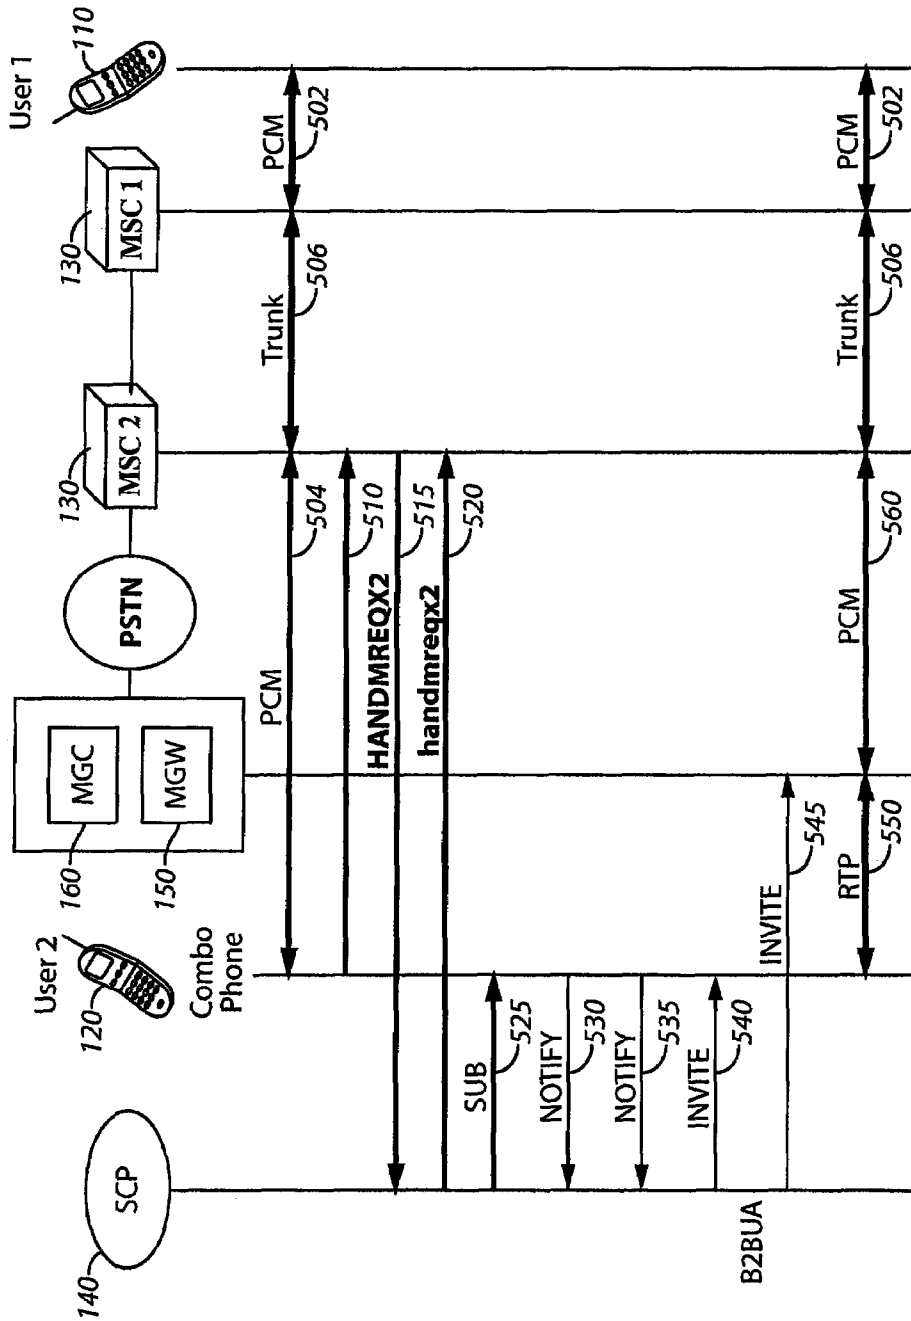 User 1
110
130
MSC 1
130
MSC 2
PSTN
MGC
160
MGW
150
User 2
120
Combo
Phone
SCP
140
PCM
504
Trunk
506
PCM
502
510
HANDMREQX2
515
handmreqx2
520
SUB
525
NOTIFY
530
NOTIFY
535
INVITE
540
B2BUA
INVITE
545
RTP
550
PCM
560
Trunk
506
PCM
502